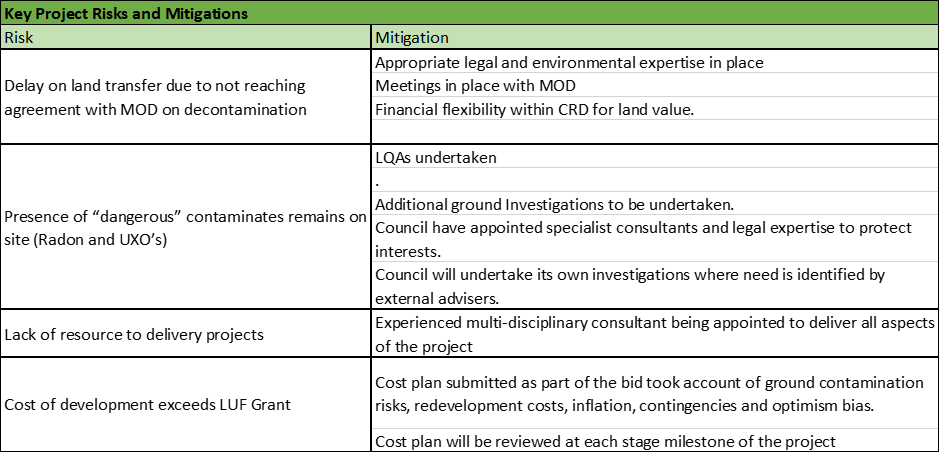 Key Project Risks and Mitigations
Risk
Mitigation
Delay on land transfer due to not reaching
agreement with MOD on decontamination
Appropriate legal and environmental expertise in place
Meetings in place with MOD
Financial flexibility within CRD for land value.
Presence of “dangerous” contaminates remains on
site (Radon and UXO’s)
LQAs undertaken
.
Additional ground Investigations to be undertaken.
Council have appointed specialist consultants and legal expertise to protect
interests.
Council will undertake its own investigations where need is identified by
external advisers.
Lack of resource to delivery projects
Experienced multi-disciplinary consultant being appointed to deliver all aspects
of the project
Cost of development exceeds LUF Grant
Cost plan submitted as part of the bid took account of ground contamination
risks, redevelopment costs, inflation, contingencies and optimism bias.
Cost plan will be reviewed at each stage milestone of the project